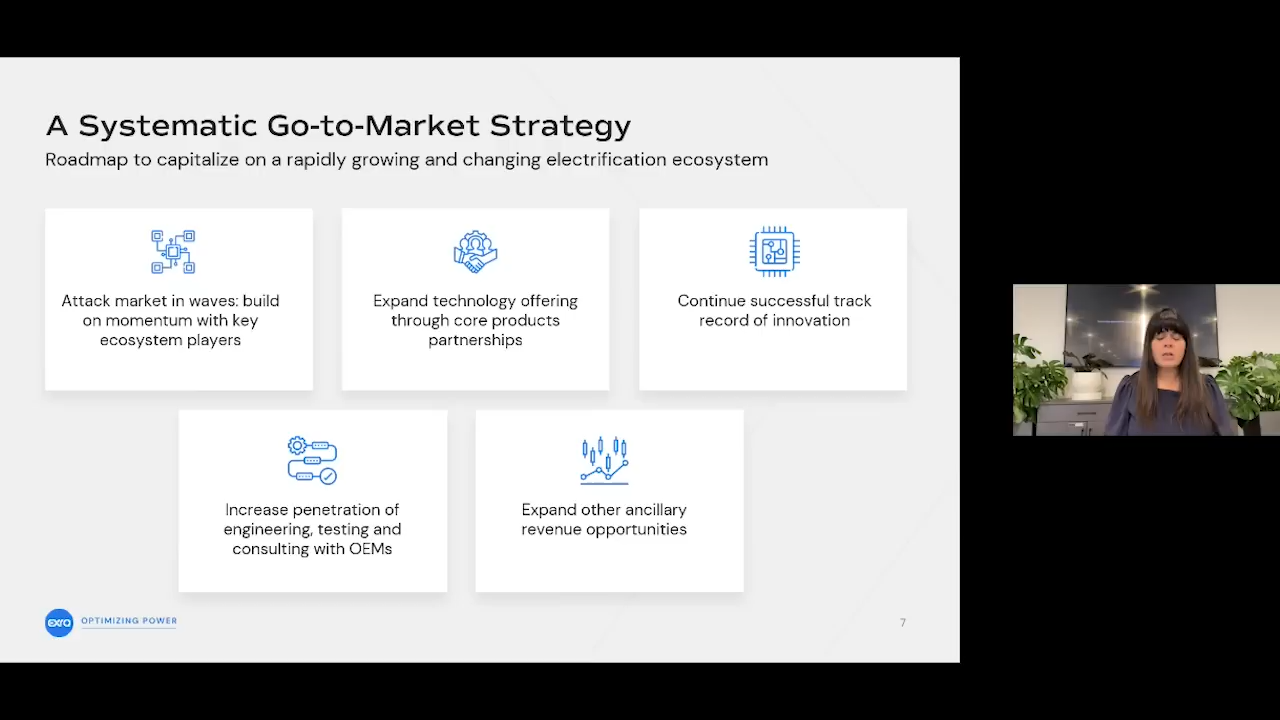 A Systematic Go-to-Market Strategy
Roadmap to capitalize on a rapidly growing and changing electrification ecosystem
Attack market in waves: build
on momentum with key
ecosystem players
Expand technology offering
through core products
partnerships
Continue successful track
record of innovation
Increase penetration of
engineering, testing and
consulting with OEMs
Expand other ancillary
revenue opportunities
exro
OPTIMIZING POWER
7